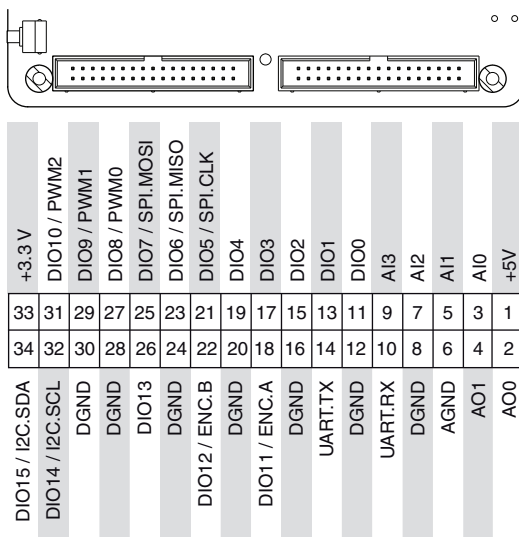 +3.3 V
DIO10 / PWM2
DIO9 / PWM1
DIO8 / PWM0
DIO7 / SPI.MOSI
DIO6 / SPI.MISO
DIO5 / SPI.CLK
DIO4
DIO3
DIO2
DIO1
DIO0
AI3
AI2
AI1
AI0
+5V
33 31 29 27 25 23 21 19 17 15 13 11 9 7 5 3 1
34 32 30 28 26 24 22 20 18 16 14 12 10 8 6 4 2
DIO15 / I2C.SDA
DIO14 / I2C.SCL
DGND
DGND
DIO13
DGND
DIO12 / ENC.B
DGND
DIO11 / ENC.A
DGND
UART.TX
DGND
UART.RX
DGND
AGND
AO1
AO0